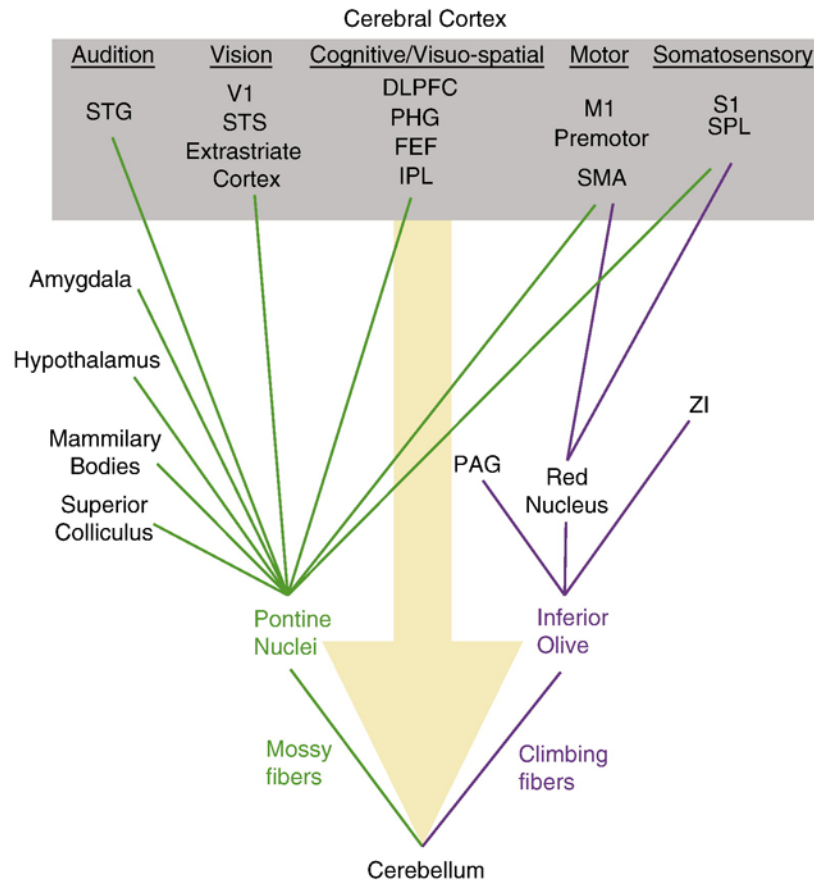 Cerebral Cortex
Audition
Vision
Cognitive/Visuo-spatial
Motor
Somatosensory
STG
V1
STS
Extrastriate
Cortex
DLPFC
PHG
FEF
IPL
M1
Premotor
SMA
S1
SPL
Amygdala
Hypothalamus
Mammilary
Bodies
Superior
Colliculus
PAG
Red
Nucleus
ZI
Pontine
Nuclei
Inferior
Olive
Mossy
fibers
Climbing
fibers
Cerebellum